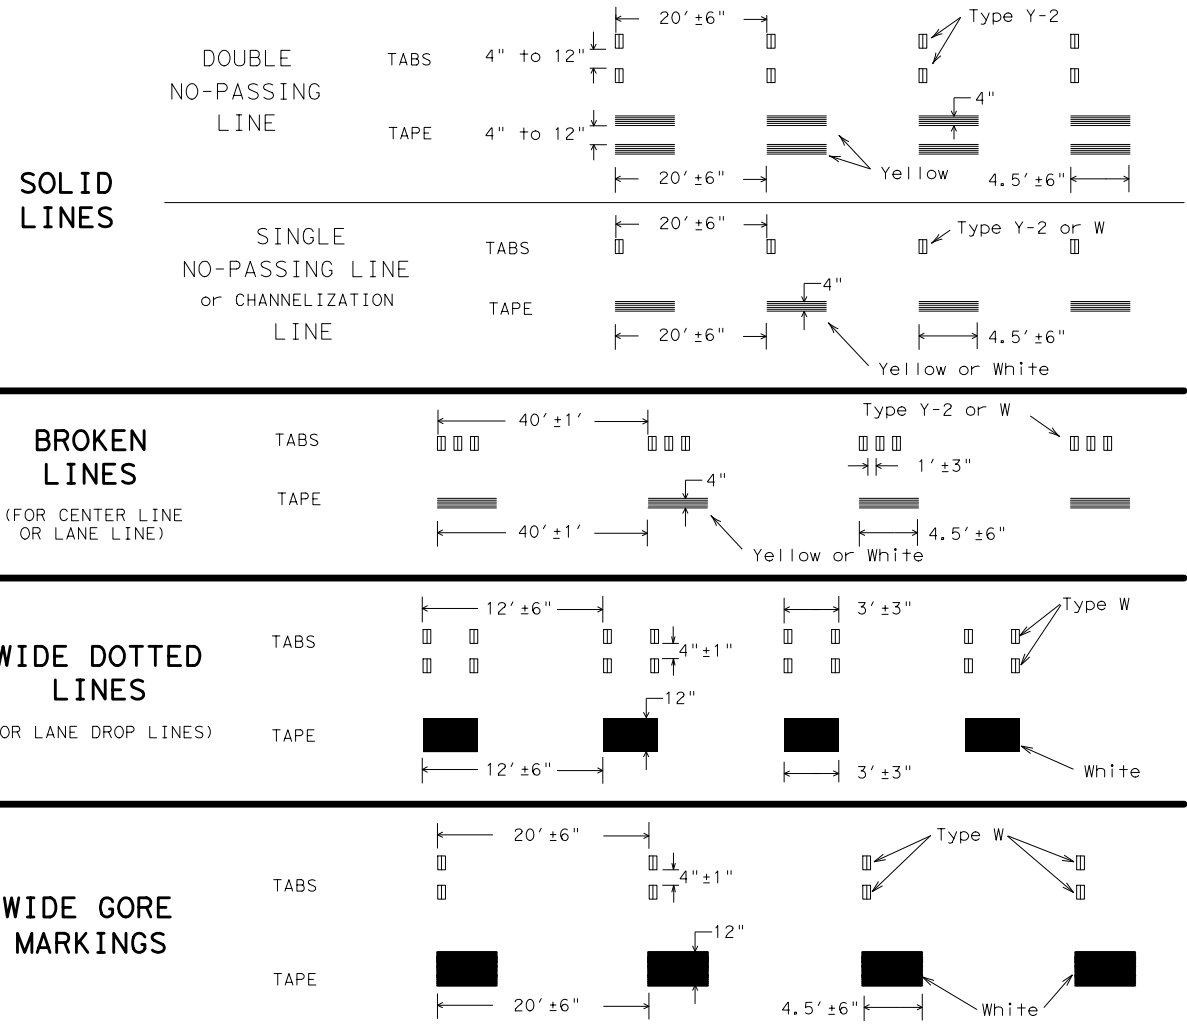 SOLID
LINES
DOUBLE
NO-PASSING
LINE
TABS
4" to 12"
20'±6"
Type Y-2
TAPE
4" to 12"
4"
Yellow
20'±6"
4.5'±6"
SINGLE
NO-PASSING LINE
or CHANNELIZATION
LINE
TABS
20'±6"
Type Y-2 or W
TAPE
4"
20'±6"
4.5'±6"
Yellow or White
BROKEN
LINES
(FOR CENTER LINE
OR LANE LINE)
TABS
40'±1'
Type Y-2 or W
1'±3"
TAPE
4"
40'±1'
4.5'±6"
Yellow or White
WIDE DOTTED
LINES
OR LANE DROP LINES)
TABS
12'±6"
3'±3"
Type W
4"±1"
TAPE
12"
12'±6"
3'±3"
White
WIDE GORE
MARKINGS
TABS
20'±6"
Type W
4"±1"
TAPE
12"
20'±6"
4.5'±6"
White